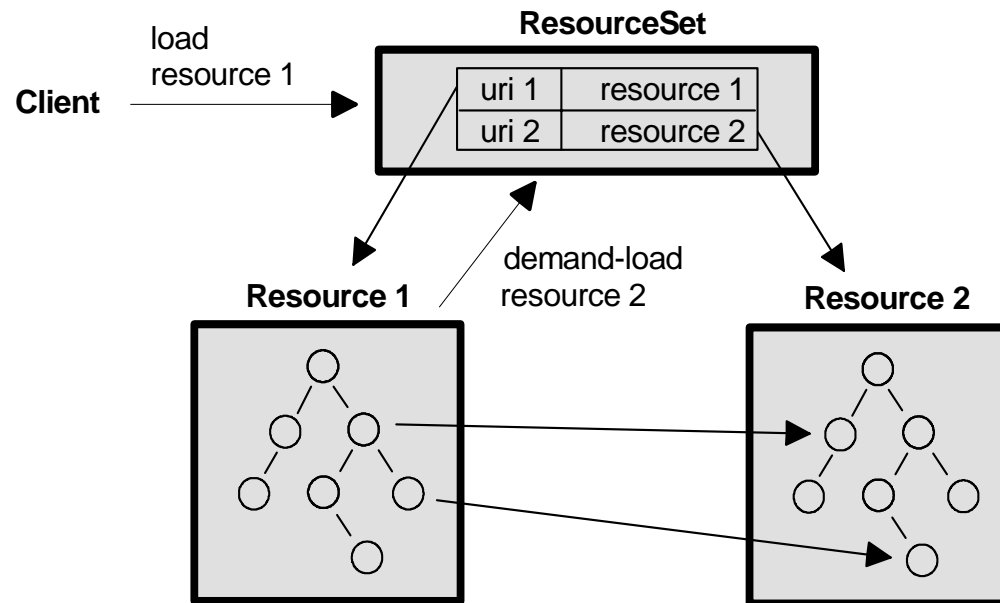 ResourceSet
load
resource 1
Client
uri 1 resource 1
uri 2 resource 2
demand-load
resource 2
Resource 1
Resource 2